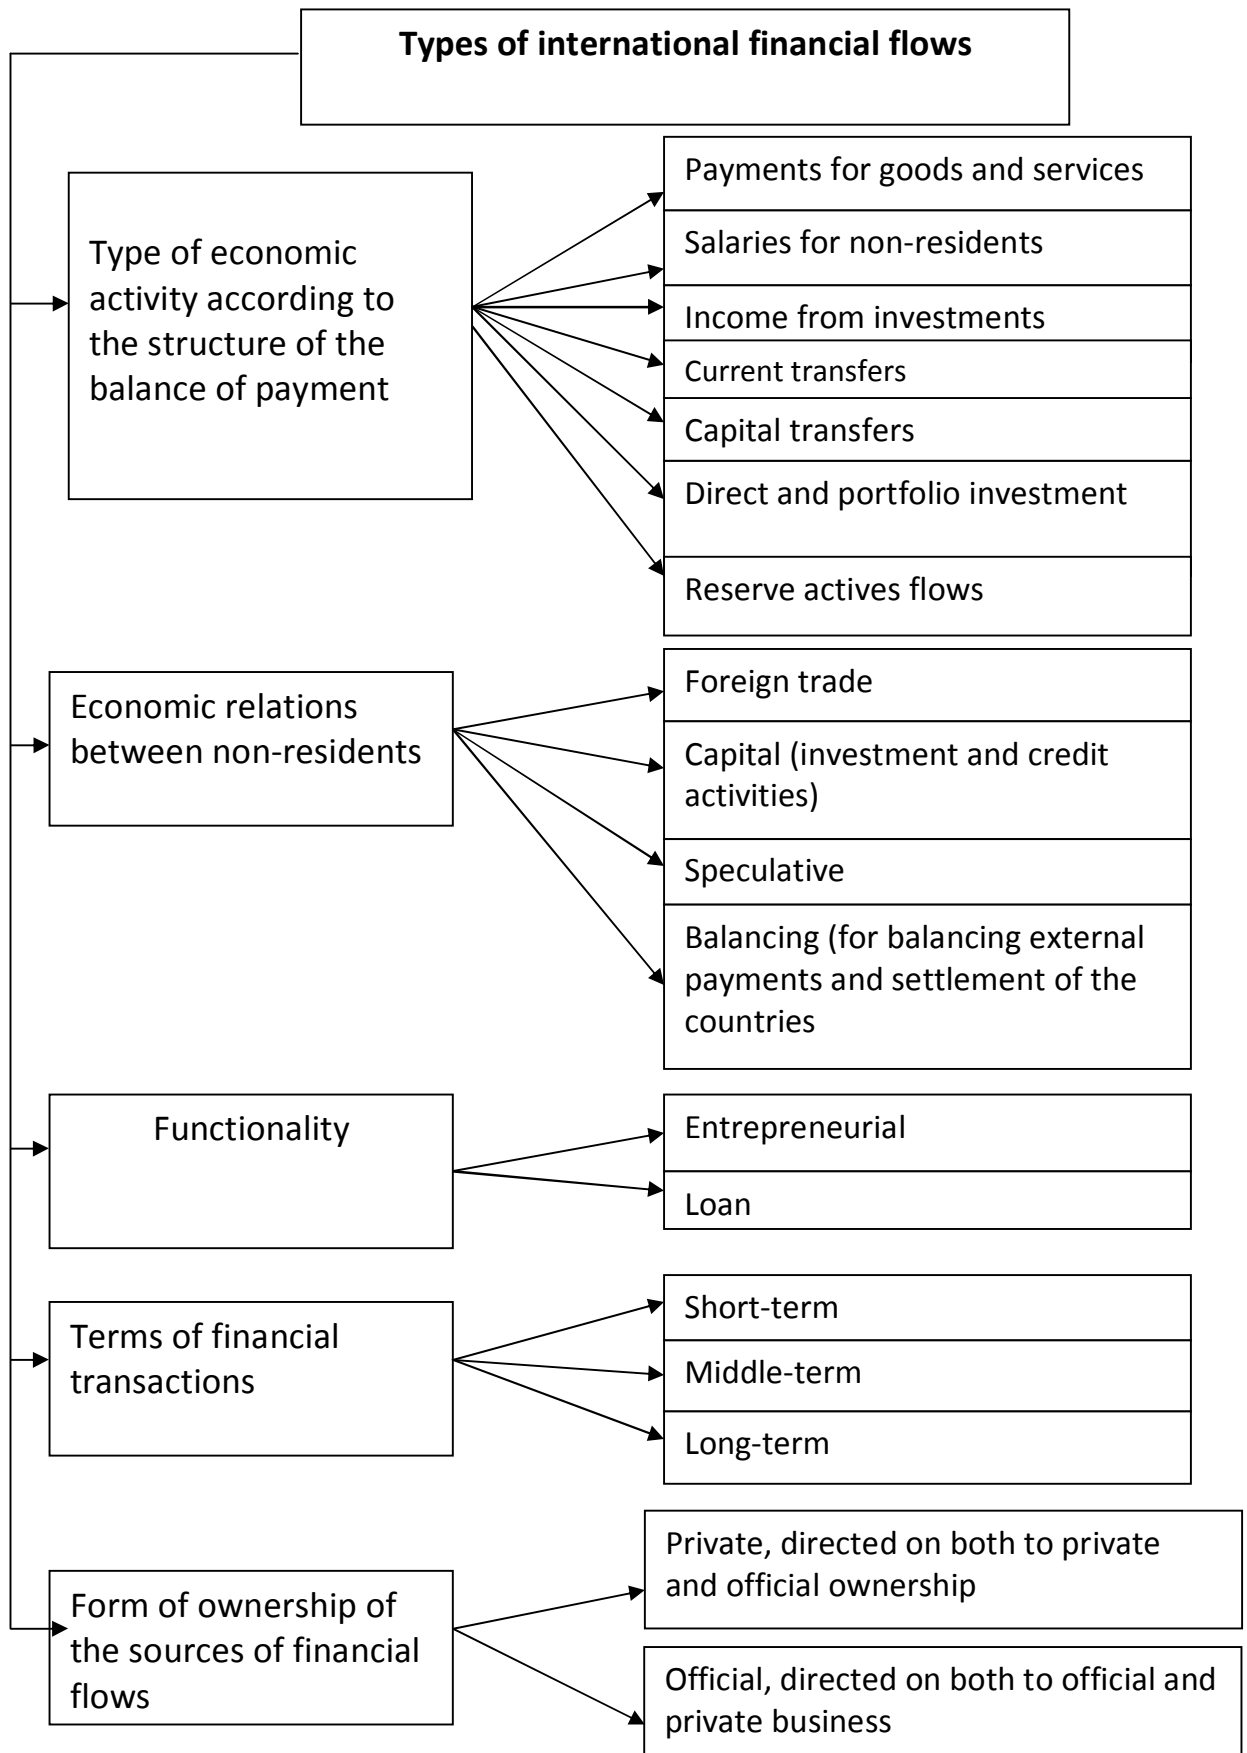 Types of international financial flows
Type of economic
activity according to
the structure of the
balance of payment
Payments for goods and services
Salaries for non-residents
Income from investments
Current transfers
Capital transfers
Direct and portfolio investment
Reserve actives flows
Economic relations
between non-residents
Foreign trade
Capital (investment and credit
activities)
Speculative
Balancing (for balancing external
payments and settlement of the
countries
Functionality
Entrepreneurial
Loan
Terms of financial
transactions
Short-term
Middle-term
Long-term
Form of ownership of
the sources of financial
flows
Private, directed on both to private
and official ownership
Official, directed on both to official and
private business